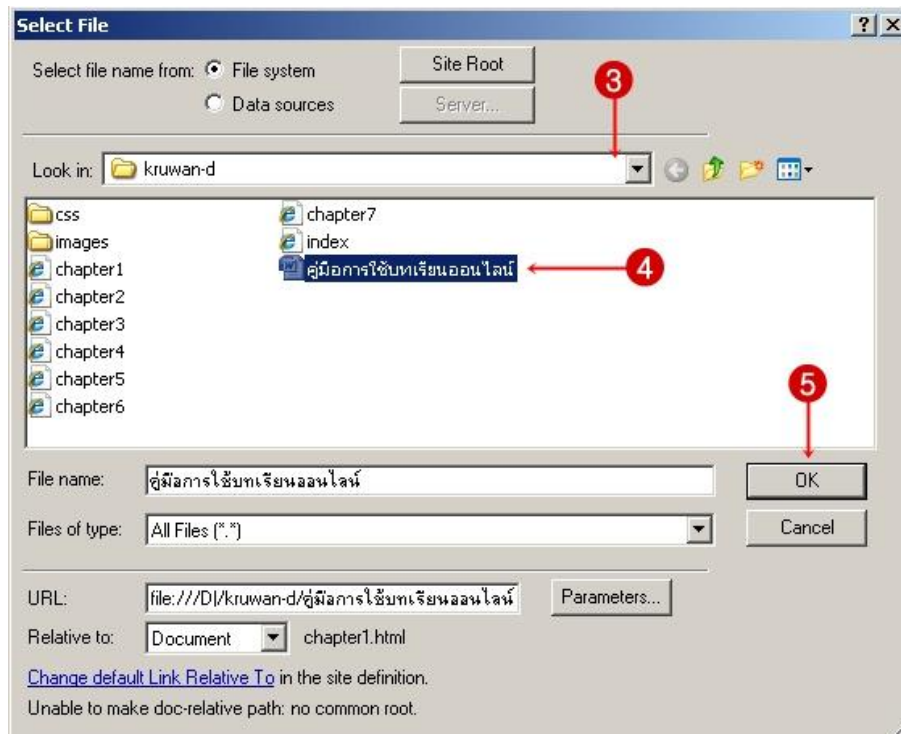 Select File
Select file name from: File system Site Root
Data sources Server...
3
Look in: kruwan-d
css chapter7
images index
chapter1 คู่มือการใช้บทเรียนออนไลน์ 4
chapter2
chapter3
chapter4
chapter5
chapter6
5
File name: คู่มือการใช้บทเรียนออนไลน์ OK
Files of type: All Files (*.*) Cancel
URL: file:///D|/kruwan-d/คู่มือการใช้บทเรียนออนไลน์ Parameters...
Relative to: Document chapter1.html
Change default Link Relative To in the site definition.
Unable to make doc-relative path: no common root.